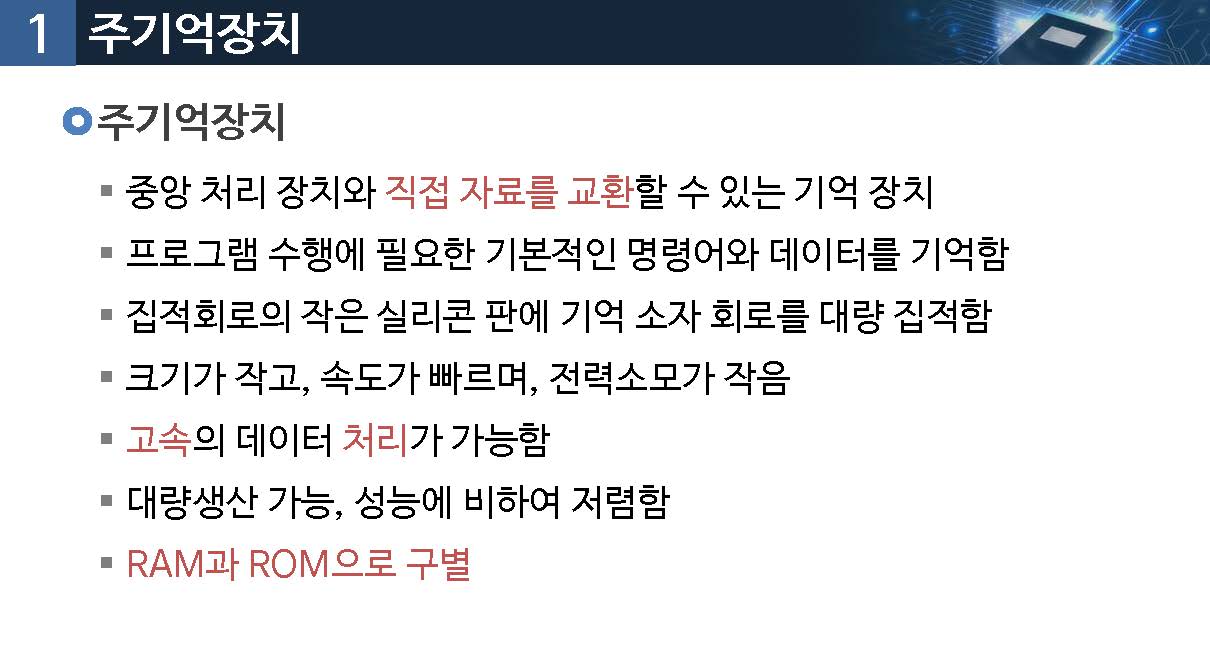 1 주기억장치
주기억장치
▪ 중앙 처리 장치와 직접 자료를 교환할 수 있는 기억 장치
▪ 프로그램 수행에 필요한 기본적인 명령어와 데이터를 기억함
▪ 집적회로의 작은 실리콘 판에 기억 소자 회로를 대량 집적함
▪ 크기가 작고, 속도가 빠르며, 전력소모가 작음
▪ 고속의 데이터 처리가 가능함
▪ 대량생산 가능, 성능에 비하여 저렴함
▪ RAM과 ROM으로 구별